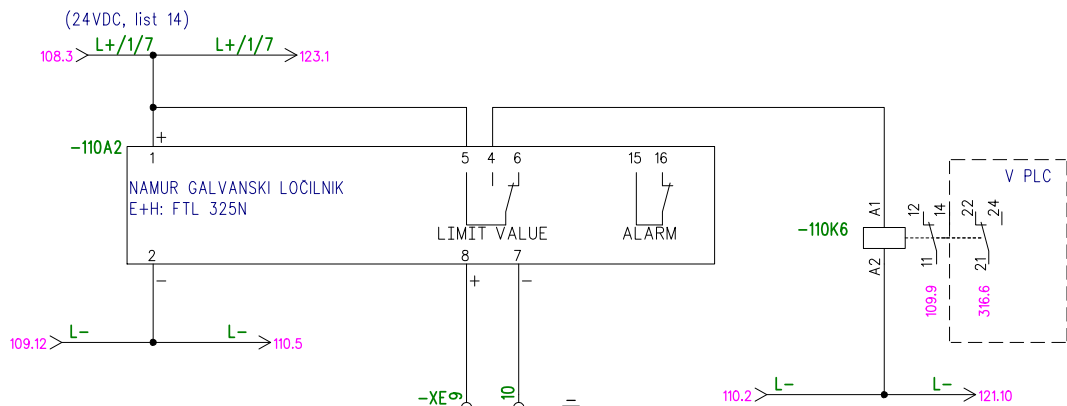 (24VDC, list 14)
L+/1/7 L+/1/7
108.3 123.1
-110A2
+
1 5 4 6 15 16
NAMUR GALVANSKI LOČILNIK
E+H: FTL 325N
LIMIT VALUE ALARM
2 8 7
- + -
L- L-
109.12 110.5
-XE 9 10
-
V PLC
-110K6
A1
A2
12 14
11
22 24
21
109.9
316.6
L- L-
110.2 121.10